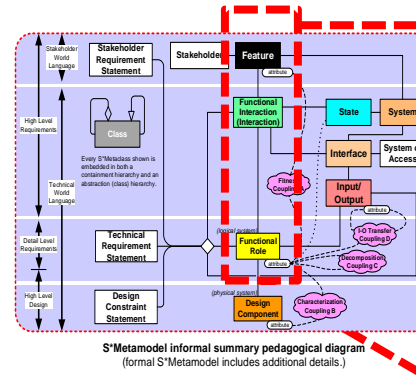 Stakeholder
World
Language
High Level
Requirements
Technical
World
Language
Detail Level
Requirements
High Level
Design
Stakeholder
Requirement
Statement
Stakeholder
Feature
attribute
Functional
Interaction
(Interaction)
State
System
Class
Every S*Metaclass shown is
embedded in both a
containment hierarchy and an
abstraction (class) hierarchy.
Interface
System o
Access
Input/
Output
attribute
Coupling A
I-O Transfer
Coupling D
Technical
Requirement
Statement
(logical system)
Functional
Role
attribute
Decomposition
Coupling C
Design
Constraint
Statement
(physical system)
Design
Component
attribute
Characterization
Coupling B
S*Metamodel informal summary pedagogical diagram
(formal S*Metamodel includes additional details.)